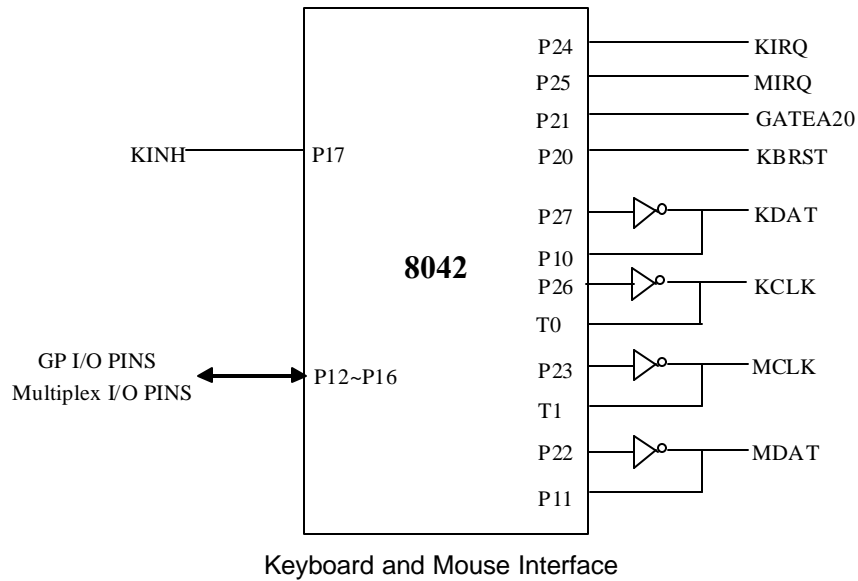 P24 KIRQ
P25 MIRQ
P21 GATEA20
KINH P17 P20 KBRST
P27 KDAT
P10
8042
P26 KCLK
T0
GP I/O PINS
Multiplex I/O PINS
P12~P16
P23 MCLK
T1
P22 MDAT
P11
Keyboard and Mouse Interface